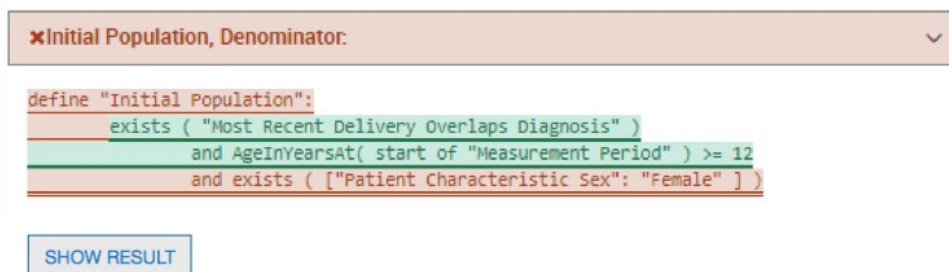 ✖Initial Population, Denominator:
define "Initial Population":
exists ( "Most Recent Delivery Overlaps Diagnosis" )
and AgeInYearsAt( start of "Measurement Period" ) >= 12
and exists ( ["Patient Characteristic Sex": "Female" ] )
SHOW RESULT